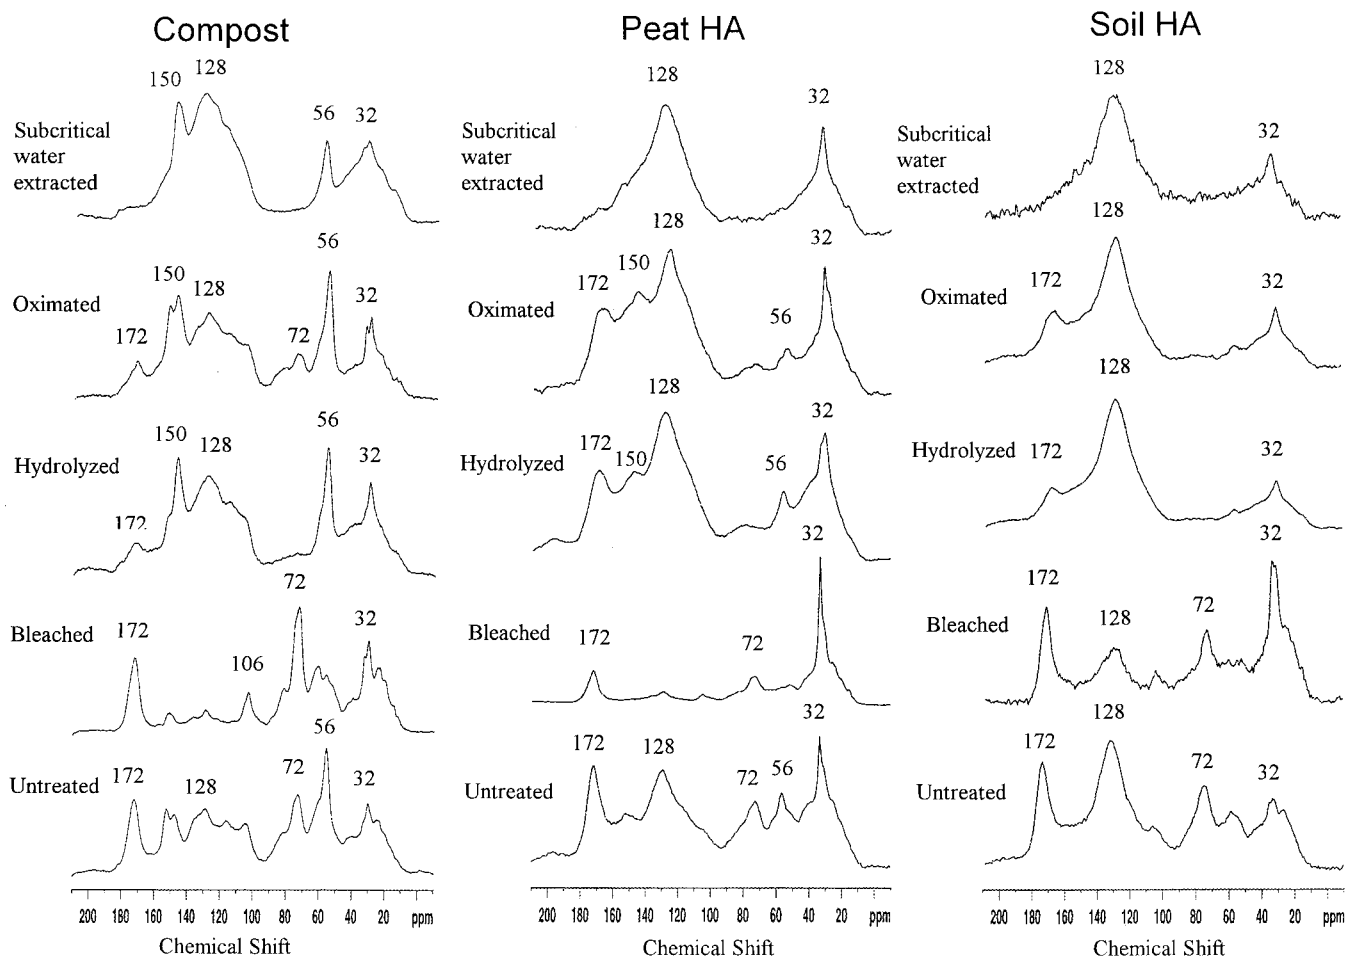 Compost
Peat HA
Soil HA
150
128
56
32
Subcritical
water
extracted
128
32
Subcritical
water
extracted
128
32
Subcritical
water
extracted
172
150
128
72
56
32
Oximated
172
150
128
56
32
Oximated
172
128
32
Oximated
172
150
128
56
32
Hydrolyzed
172
150
128
56
32
Hydrolyzed
172
128
32
Hydrolyzed
172
106
72
32
Bleached
172
72
32
Bleached
172
128
72
32
Bleached
172
128
72
56
32
Untreated
172
128
72
56
32
Untreated
172
128
72
32
Untreated
200 180 160 140 120 100 80 60 40 20 ppm
200 180 160 140 120 100 80 60 40 20 ppm
200 180 160 140 120 100 80 60 40 20 ppm
Chemical Shift
Chemical Shift
Chemical Shift